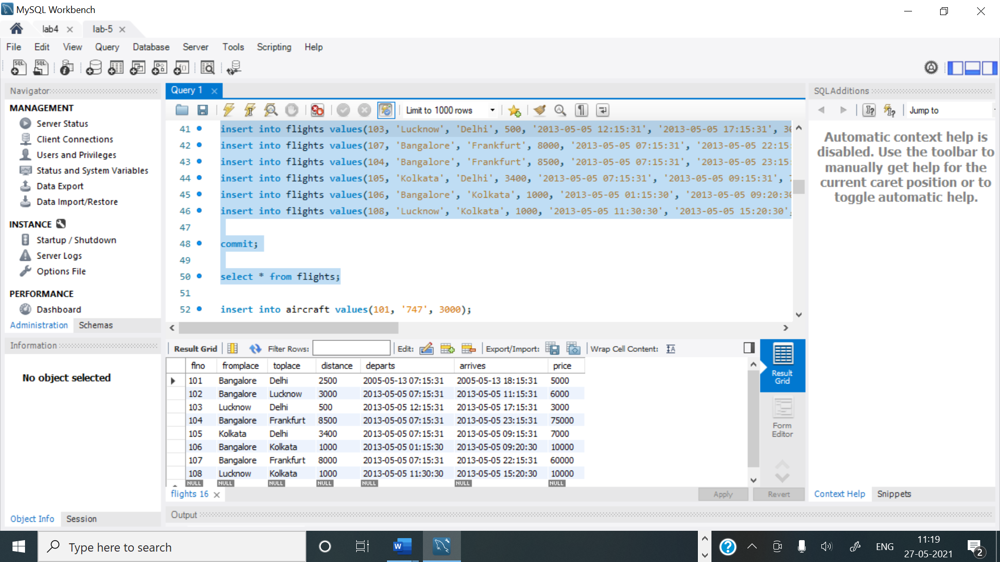 MySQL Workbench
lab4
lab-5
File Edit View Query Database Server Tools Scripting Help
Navigator
MANAGEMENT
Server Status
Client Connections
Users and Privileges
Status and System Variables
Data Export
Data Import/Restore
INSTANCE
Startup / Shutdown
Server Logs
Options File
PERFORMANCE
Dashboard
Administration Schemas
Information
No object selected
Object Info Session
Query 1
Limit to 1000 rows
41 insert into flights values(103, 'Lucknow', 'Delhi', 500, '2013-05-05 12:15:31', '2013-05-05 17:15:31', 30
42 insert into flights values(107, 'Bangalore', 'Frankfurt', 8000, '2013-05-05 07:15:31', '2013-05-05 22:15:
43 insert into flights values(104, 'Bangalore', 'Frankfurt', 8500, '2013-05-05 07:15:31', '2013-05-05 23:15:
44 insert into flights values(105, 'Kolkata', 'Delhi', 3400, '2013-05-05 07:15:31', '2013-05-05 09:15:31', 7
45 insert into flights values(106, 'Bangalore', 'Kolkata', 1000, '2013-05-05 01:15:30', '2013-05-05 09:20:30
46 insert into flights values(108, 'Lucknow', 'Kolkata', 1000, '2013-05-05 11:30:30', '2013-05-05 15:20:30',
47
48 commit;
49
50 select * from flights;
51
52 insert into aircraft values(101, '747', 3000);
Result Grid Filter Rows: Edit: Export/Import: Wrap Cell Content:
flno fromplace toplace distance departs arrives price
101 Bangalore Delhi 2500 2005-05-13 07:15:31 2005-05-13 18:15:31 5000
102 Bangalore Lucknow 3000 2013-05-05 07:15:31 2013-05-05 11:15:31 6000
103 Lucknow Delhi 500 2013-05-05 12:15:31 2013-05-05 17:15:31 3000
104 Bangalore Frankfurt 8500 2013-05-05 07:15:31 2013-05-05 23:15:31 75000
105 Kolkata Delhi 3400 2013-05-05 07:15:31 2013-05-05 09:15:31 7000
106 Bangalore Kolkata 1000 2013-05-05 01:15:30 2013-05-05 09:20:30 10000
107 Bangalore Frankfurt 8000 2013-05-05 07:15:31 2013-05-05 22:15:31 60000
108 Lucknow Kolkata 1000 2013-05-05 11:30:30 2013-05-05 15:20:30 10000
NULL NULL NULL NULL NULL NULL NULL
Result
Grid
Form
Editor
flights 16
Apply Revert
Output
SQLAdditions
Jump to
Automatic context help is
disabled. Use the toolbar to
manually get help for the
current caret position or to
toggle automatic help.
Context Help Snippets
Type here to search
ENG
11:19
27-05-2021
2